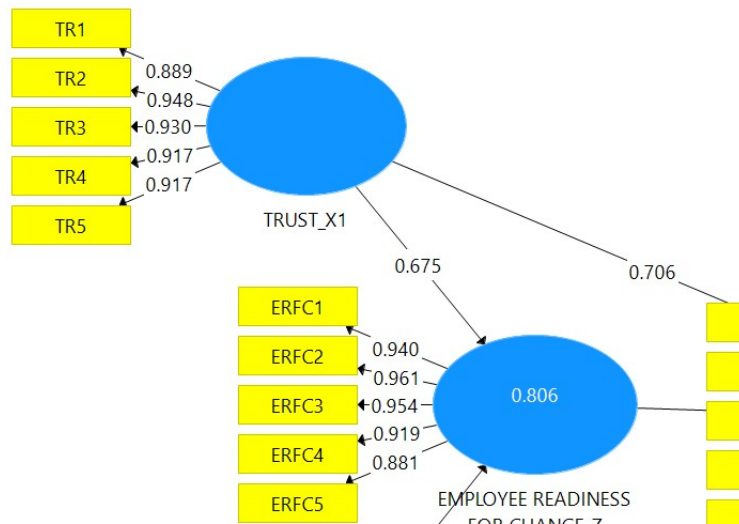 TR1
TR2
TR3
TR4
TR5
0.889
0.948
0.930
0.917
0.917
TRUST_X1
0.675
0.706
ERFC1
ERFC2
ERFC3
ERFC4
ERFC5
0.940
0.961
0.954
0.919
0.881
0.806
EMPLOYEE READINESS
FOR CHANGE_Z